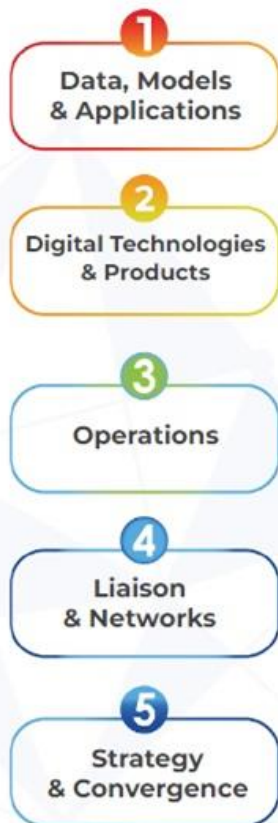 1
Data, Models
& Applications
2
Digital Technologies
& Products
3
Operations
4
Liaison
& Networks
5
Strategy
& Convergence